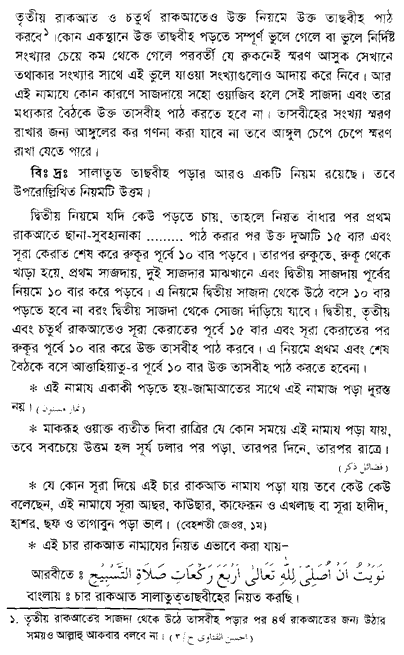 তৃতীয় রাকআত ও চতুর্থ রাকআতেও উক্ত নিয়মে উক্ত তাছবীহ পাঠ
করবে¹। কোন একস্থানে উক্ত তাছবীহ পড়তে সম্পূর্ণ ভুলে গেলে বা ভুলে নির্দিষ্ট
সংখ্যার চেয়ে কম থেকে গেলে পরবর্তী যে রুকনেই স্মরণ আসুক সেখানে
তথাকার সংখ্যার সাথে এই ভুলে যাওয়া সংখ্যাগুলোও আদায় করে নিবে। আর
এই নামাযে কোন কারণে সাজদায়ে সহো ওয়াজিব হলে সেই সাজদা এবং তার
মধ্যকার বৈঠকে উক্ত তাসবীহ পাঠ করতে হবে না। তাসবীহের সংখ্যা স্মরণ
রাখার জন্য আঙ্গুলের কর গণনা করা যাবে না তবে আঙ্গুল চেপে চেপে স্মরণ
রাখা যেতে পারে।
বিঃ দ্রঃ সালাতুত তাছবীহ পড়ার আরও একটি নিয়ম রয়েছে। তবে
উপরোল্লিখিত নিয়মটি উত্তম।
দ্বিতীয় নিয়মে যদি কেউ পড়তে চায়, তাহলে নিয়ত বাঁধার পর প্রথম
রাকআতে ছানা-সুবহানাকা ......... পাঠ করার পর উক্ত দুআটি ১৫ বার এবং
সূরা কেরাত শেষ করে রুকূর পূর্বে ১০ বার পড়বে। তারপর রুকুতে, রুকূ থেকে
খাড়া হয়ে, প্রথম সাজদায়, দুই সাজদার মাঝখানে এবং দ্বিতীয় সাজদায় পূর্বের
নিয়মে ১০ বার করে পড়বে। এ নিয়মে দ্বিতীয় সাজদা থেকে উঠে বসে ১০ বার
পড়তে হবে না বরং দ্বিতীয় সাজদা থেকে সোজা দাঁড়িয়ে যাবে। দ্বিতীয়, তৃতীয়
এবং চতুর্থ রাকআতেও সূরা কেরাতের পূর্বে ১৫ বার এবং সূরা কেরাতের পর
রুকূর পূর্বে ১০ বার করে উক্ত তাসবীহ পাঠ করবে। এ নিয়মে প্রথম এবং শেষ
বৈঠকে বসে আত্তাহিয়াতু-র পূর্বে ১০ বার উক্ত তাসবীহ পাঠ করতে হবেনা।
* এই নামায একাকী পড়তে হয়-জামাআতের সাথে এই নামাজ পড়া দুরস্ত
নয়। (نماز مسنون)
* মাকরূহ ওয়াক্ত ব্যতীত দিবা রাত্রির যে কোন সময়ে এই নামায পড়া যায়,
তবে সবচেয়ে উত্তম হল সূর্য ঢলার পর পড়া, তারপর দিনে, তারপর রাত্রে।
(فضائل ذكر)
* যে কোন সূরা দিয়ে এই চার রাকআত নামায পড়া যায় তবে কেউ কেউ
বলেছেন, এই নামাযে সূরা আছর, কাউছার, কাফেরূন ও এখলাছ বা সূরা হাদীদ,
হাশর, ছফ ও তাগাবুন পড়া ভাল। (বেহেশতী জেওর, ১ম)
* এই চার রাকআত নামাযের নিয়ত এভাবে করা যায়–
আরবীতে ঃ نَوَيْتُ اَنْ اُصَلِّيَ لِلّٰهِ تَعَالٰى اَرْبَعَ رَكَعَاتِ صَلَاةِ التَّسْبِيْحِ
বাংলায় ঃ চার রাকআত সালাতুত্তাছবীহের নিয়ত করছি।
১. তৃতীয় রাকআতের সাজদা থেকে উঠে তাসবীহ পড়ার পর ৪র্থ রাকআতের জন্য উঠার
সময়ও আল্লাহু আকবার বলবে না। (احسن الفتاوى ج/٣)